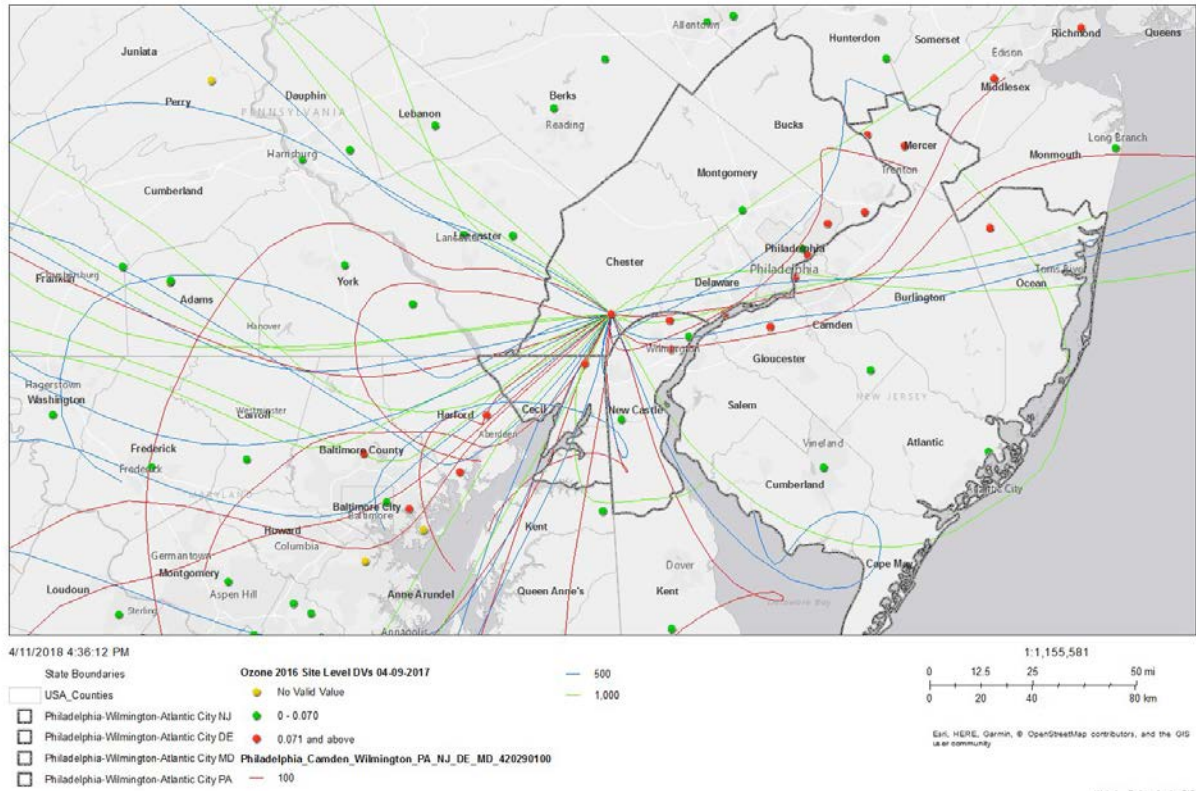 Allentown
Hunterdon
Somerset
Richmond
Queens
Juniata
Edison
Middlesex
Perry
Dauphin
PENNSYLVANIA
Lebanon
Berks
Reading
Bucks
Mercer
Long Branch
Harrisburg
Monmouth
Trenton
Montgomery
Cumberland
Lancaster
Lancaster
Philadelphia
Chester
Philadelphia
Franklin
York
Delaware
Toms River
Ocean
Adams
Burlington
Hanover
Camden
Wilmington
Gloucester
Hagerstown
Washington
NEW JERSEY
Westminster
Carroll
Harford
Cecil
New Castle
Salem
Aberdeen
Vineland
Atlantic
Frederick
Baltimore County
Frederick
Cumberland
Atlantic City
MARYLAND
Baltimore City
Baltimore
Kent
Howard
Columbia
Germantown
Montgomery
Cape May
Dover
Loudoun
Aspen Hill
Anne Arundel
Queen Anne's
Kent
Delaware Bay
Sterling
Annapolis
4/11/2018 4:36:12 PM
1:1,155,581
State Boundaries
Ozone 2016 Site Level DVs 04-09-2017
500
0 12.5 25 50 mi
USA_Counties
No Valid Value
1,000
0 20 40 80 km
Philadelphia-Wilmington-Atlantic City NJ
0 - 0.070
Philadelphia-Wilmington-Atlantic City DE
0.071 and above
Esri, HERE, Garmin, © OpenStreetMap contributors, and the GIS
user community
Philadelphia-Wilmington-Atlantic City MD
Philadelphia_Camden_Wilmington_PA_NJ_DE_MD_420290100
Philadelphia-Wilmington-Atlantic City PA
100